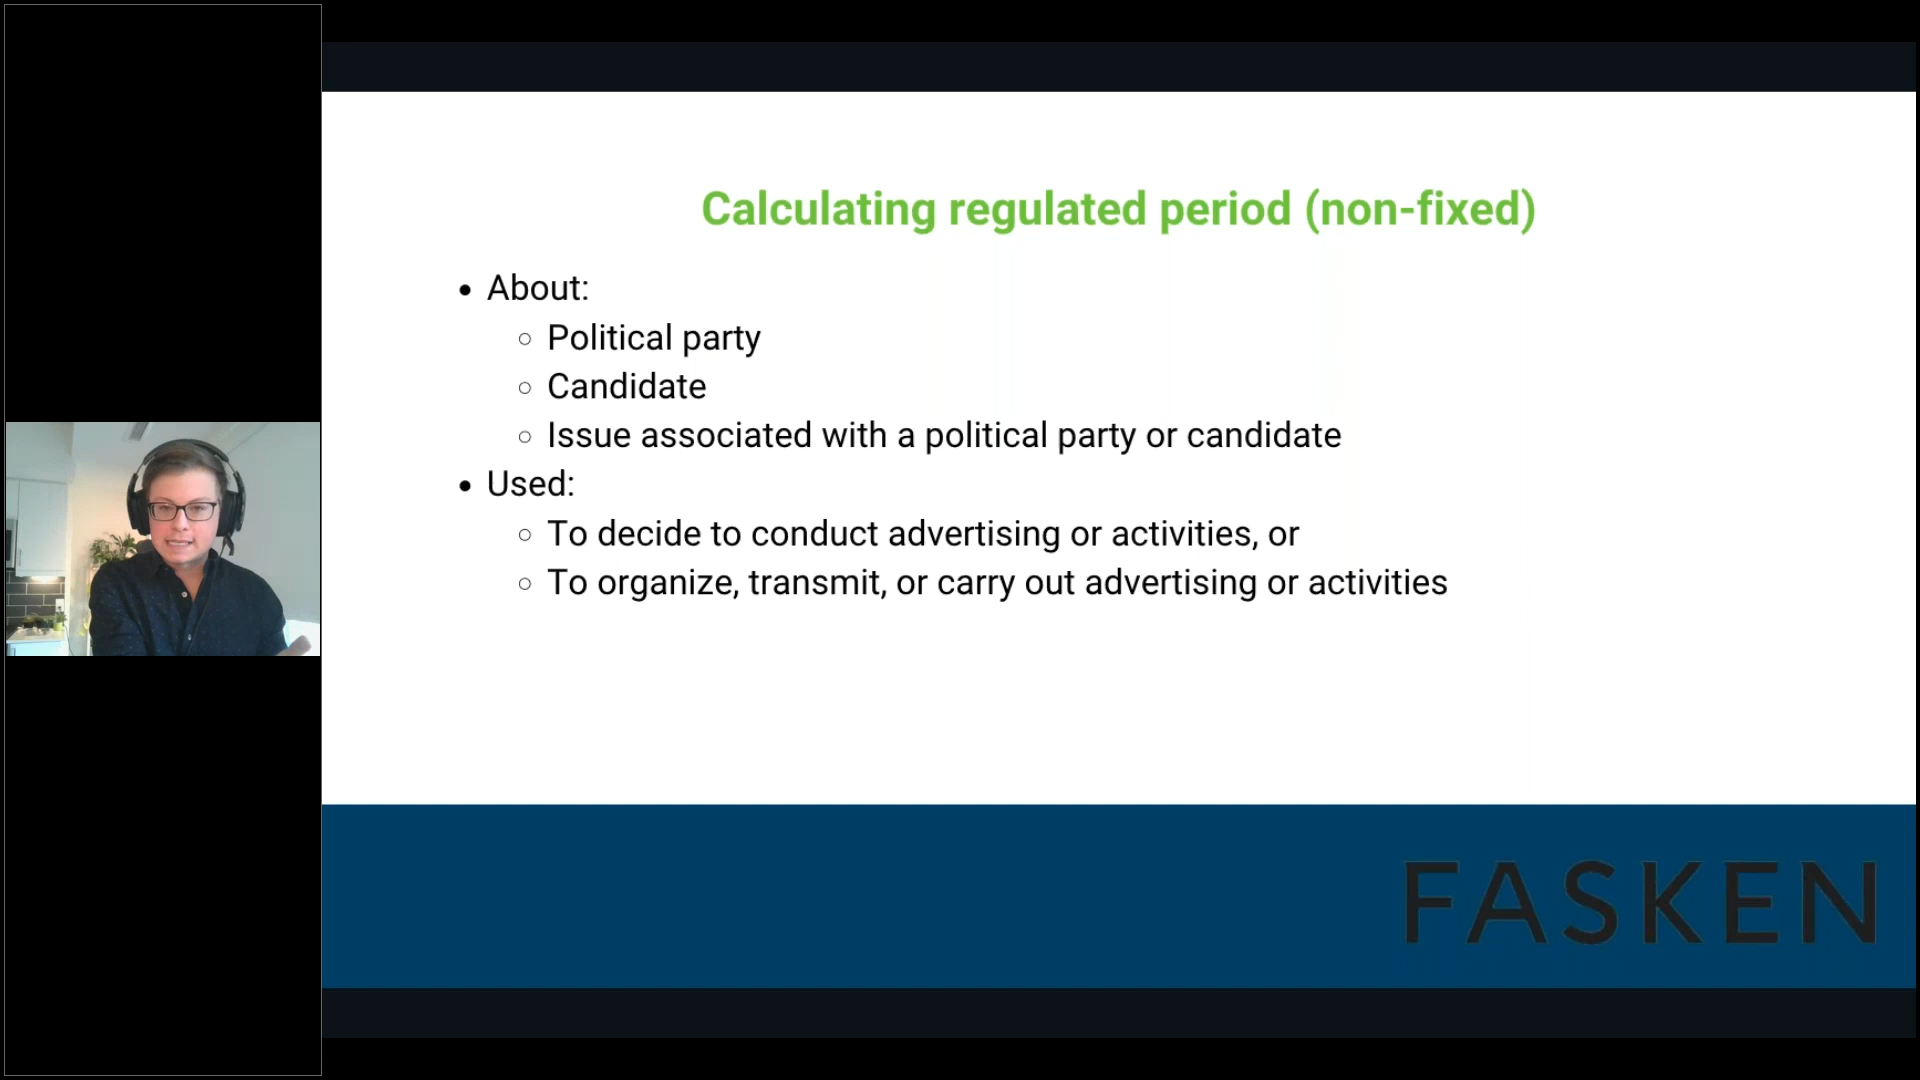 Calculating regulated period (non-fixed)
• About:
○ Political party
○ Candidate
○ Issue associated with a political party or candidate
• Used:
○ To decide to conduct advertising or activities, or
○ To organize, transmit, or carry out advertising or activities
FASKEN